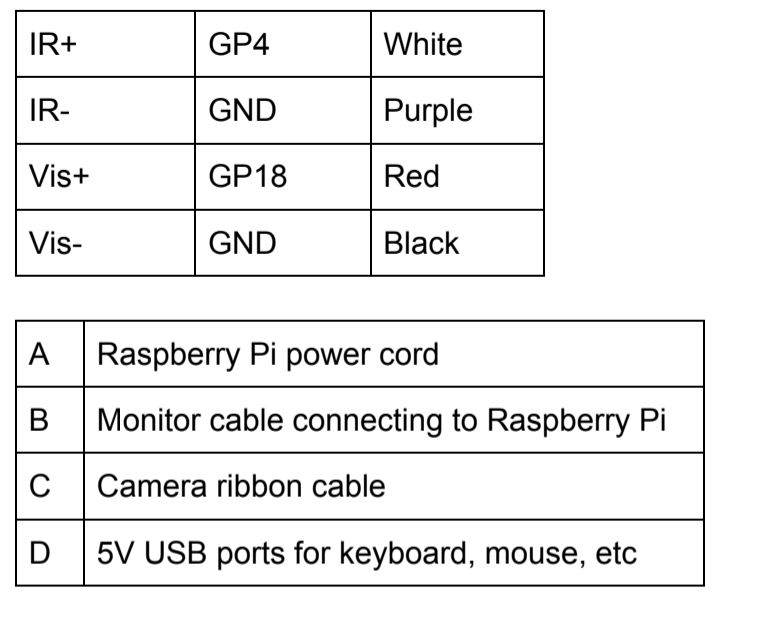 IR+ GP4 White
IR- GND Purple
Vis+ GP18 Red
Vis- GND Black
A Raspberry Pi power cord
B Monitor cable connecting to Raspberry Pi
C Camera ribbon cable
D 5V USB ports for keyboard, mouse, etc